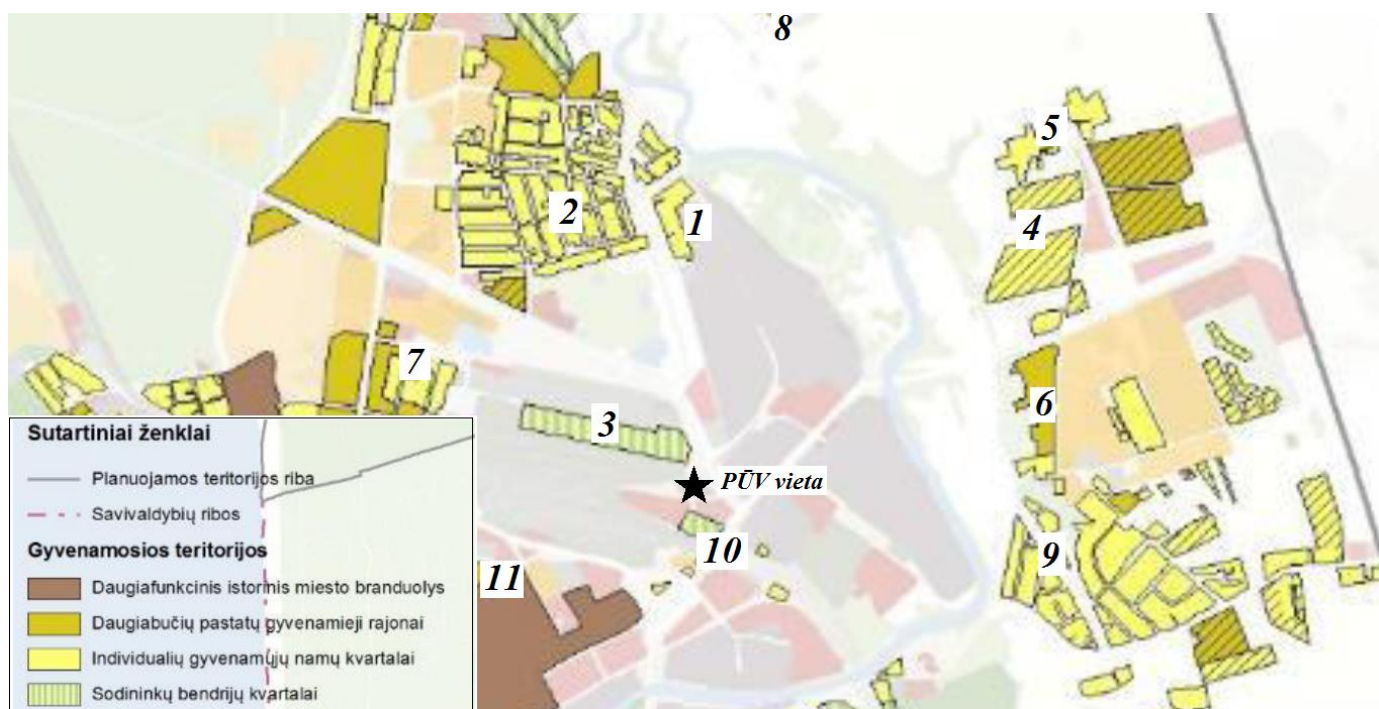 8
5
2
1
4
7
6
3
PŪV vieta
10
9
11
Sutartiniai ženklai
Planuojamos teritorijos riba
Savivaldybių ribos
Gyvenamosios teritorijos
Daugiafunkcinis istorinis miesto branduolys
Daugiabučių pastatų gyvenamieji rajonai
Individualių gyvenamųjų namų kvartalai
Sodininkų bendrijų kvartalai